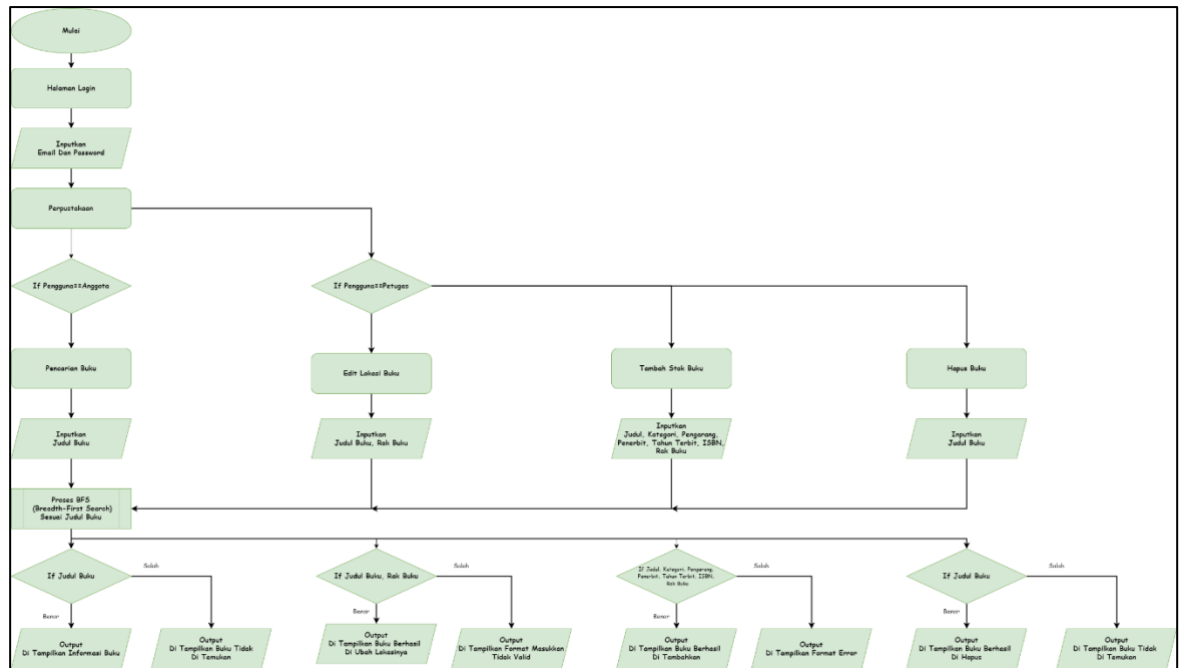 Mulai
Halaman Login
Inputkan
Email Dan Password
Perpustakaan
If Pengguna==Anggota
If Pengguna==Petugas
Pencarian Buku
Edit Lokasi Buku
Tambah Stok Buku
Hapus Buku
Inputkan
Judul Buku
Inputkan
Judul Buku, Rak Buku
Inputkan
Judul, Kategori, Pengarang,
Penerbit, Tahun Terbit, ISBN,
Rak Buku
Inputkan
Judul Buku
Proses BFS
(Breadth-First Search)
Sesuai Judul Buku
If Judul Buku
Salah
If Judul Buku, Rak Buku
Salah
If Judul, Kategori, Pengarang,
Penerbit, Tahun Terbit, ISBN,
Rak Buku
Salah
If Judul Buku
Salah
Benar
Benar
Benar
Benar
Output
Di Tampilkan Informasi Buku
Output
Di Tampilkan Buku Tidak
Di Temukan
Output
Di Tampilkan Buku Berhasil
Di Ubah Lokasinya
Output
Di Tampilkan Format Masukkan
Tidak Valid
Output
Di Tampilkan Buku Berhasil
Di Tambahkan
Output
Di Tampilkan Format Error
Output
Di Tampilkan Buku Berhasil
Di Hapus
Output
Di Tampilkan Buku Tidak
Di Temukan